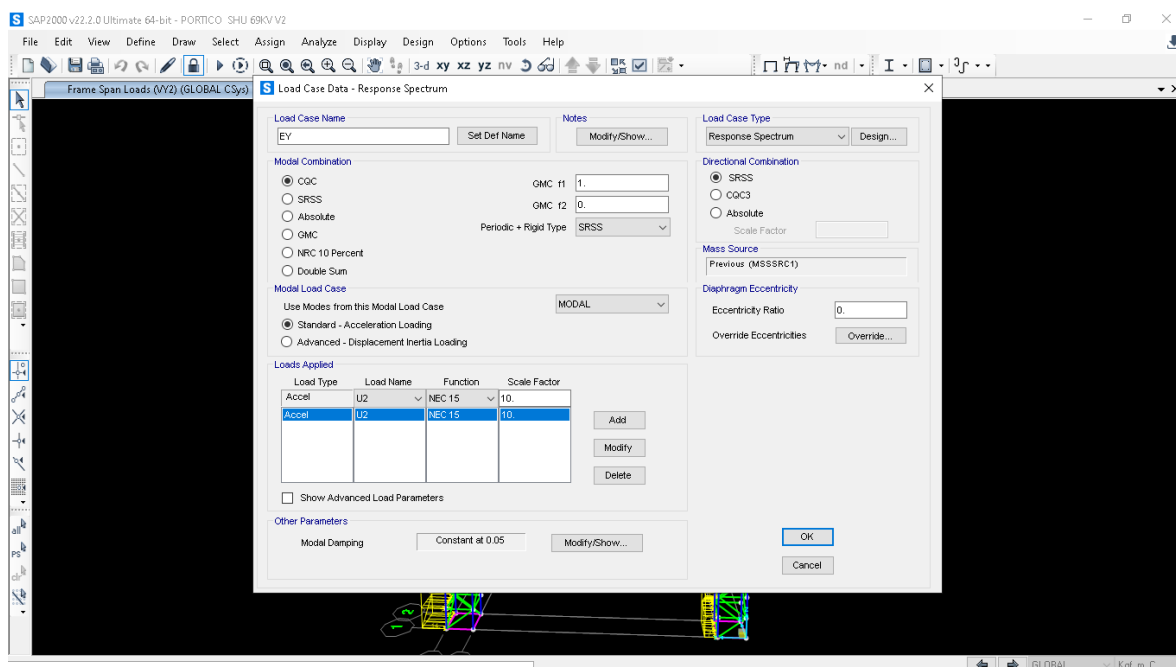 SAP2000 v22.2.0 Ultimate 64-bit - PORTICO SHU 69KV V2
File Edit View Define Draw Select Assign Analyze Display Design Options Tools Help
3-d xy xz yz nv nd
Frame Span Loads (VY2) (GLOBAL CSys)
Load Case Data - Response Spectrum
Load Case Name
EY
Set Def Name
Notes
Modify/Show...
Load Case Type
Response Spectrum
Design...
Modal Combination
CQC
SRSS
Absolute
GMC
NRC 10 Percent
Double Sum
GMC f1 1.
GMC f2 0.
Periodic + Rigid Type SRSS
Directional Combination
SRSS
CQC3
Absolute
Scale Factor
Mass Source
Previous (MSSSRC1)
Modal Load Case
Use Modes from this Modal Load Case MODAL
Standard - Acceleration Loading
Advanced - Displacement Inertia Loading
Diaphragm Eccentricity
Eccentricity Ratio 0.
Override Eccentricities Override...
Loads Applied
Load Type Load Name Function Scale Factor
Accel U2 NEC 15 10.
Accel U2 NEC 15 10.
Add
Modify
Delete
Show Advanced Load Parameters
Other Parameters
Modal Damping Constant at 0.05 Modify/Show...
OK
Cancel
all
PS
clr
2
1
GLOBAL Kgf, m, C